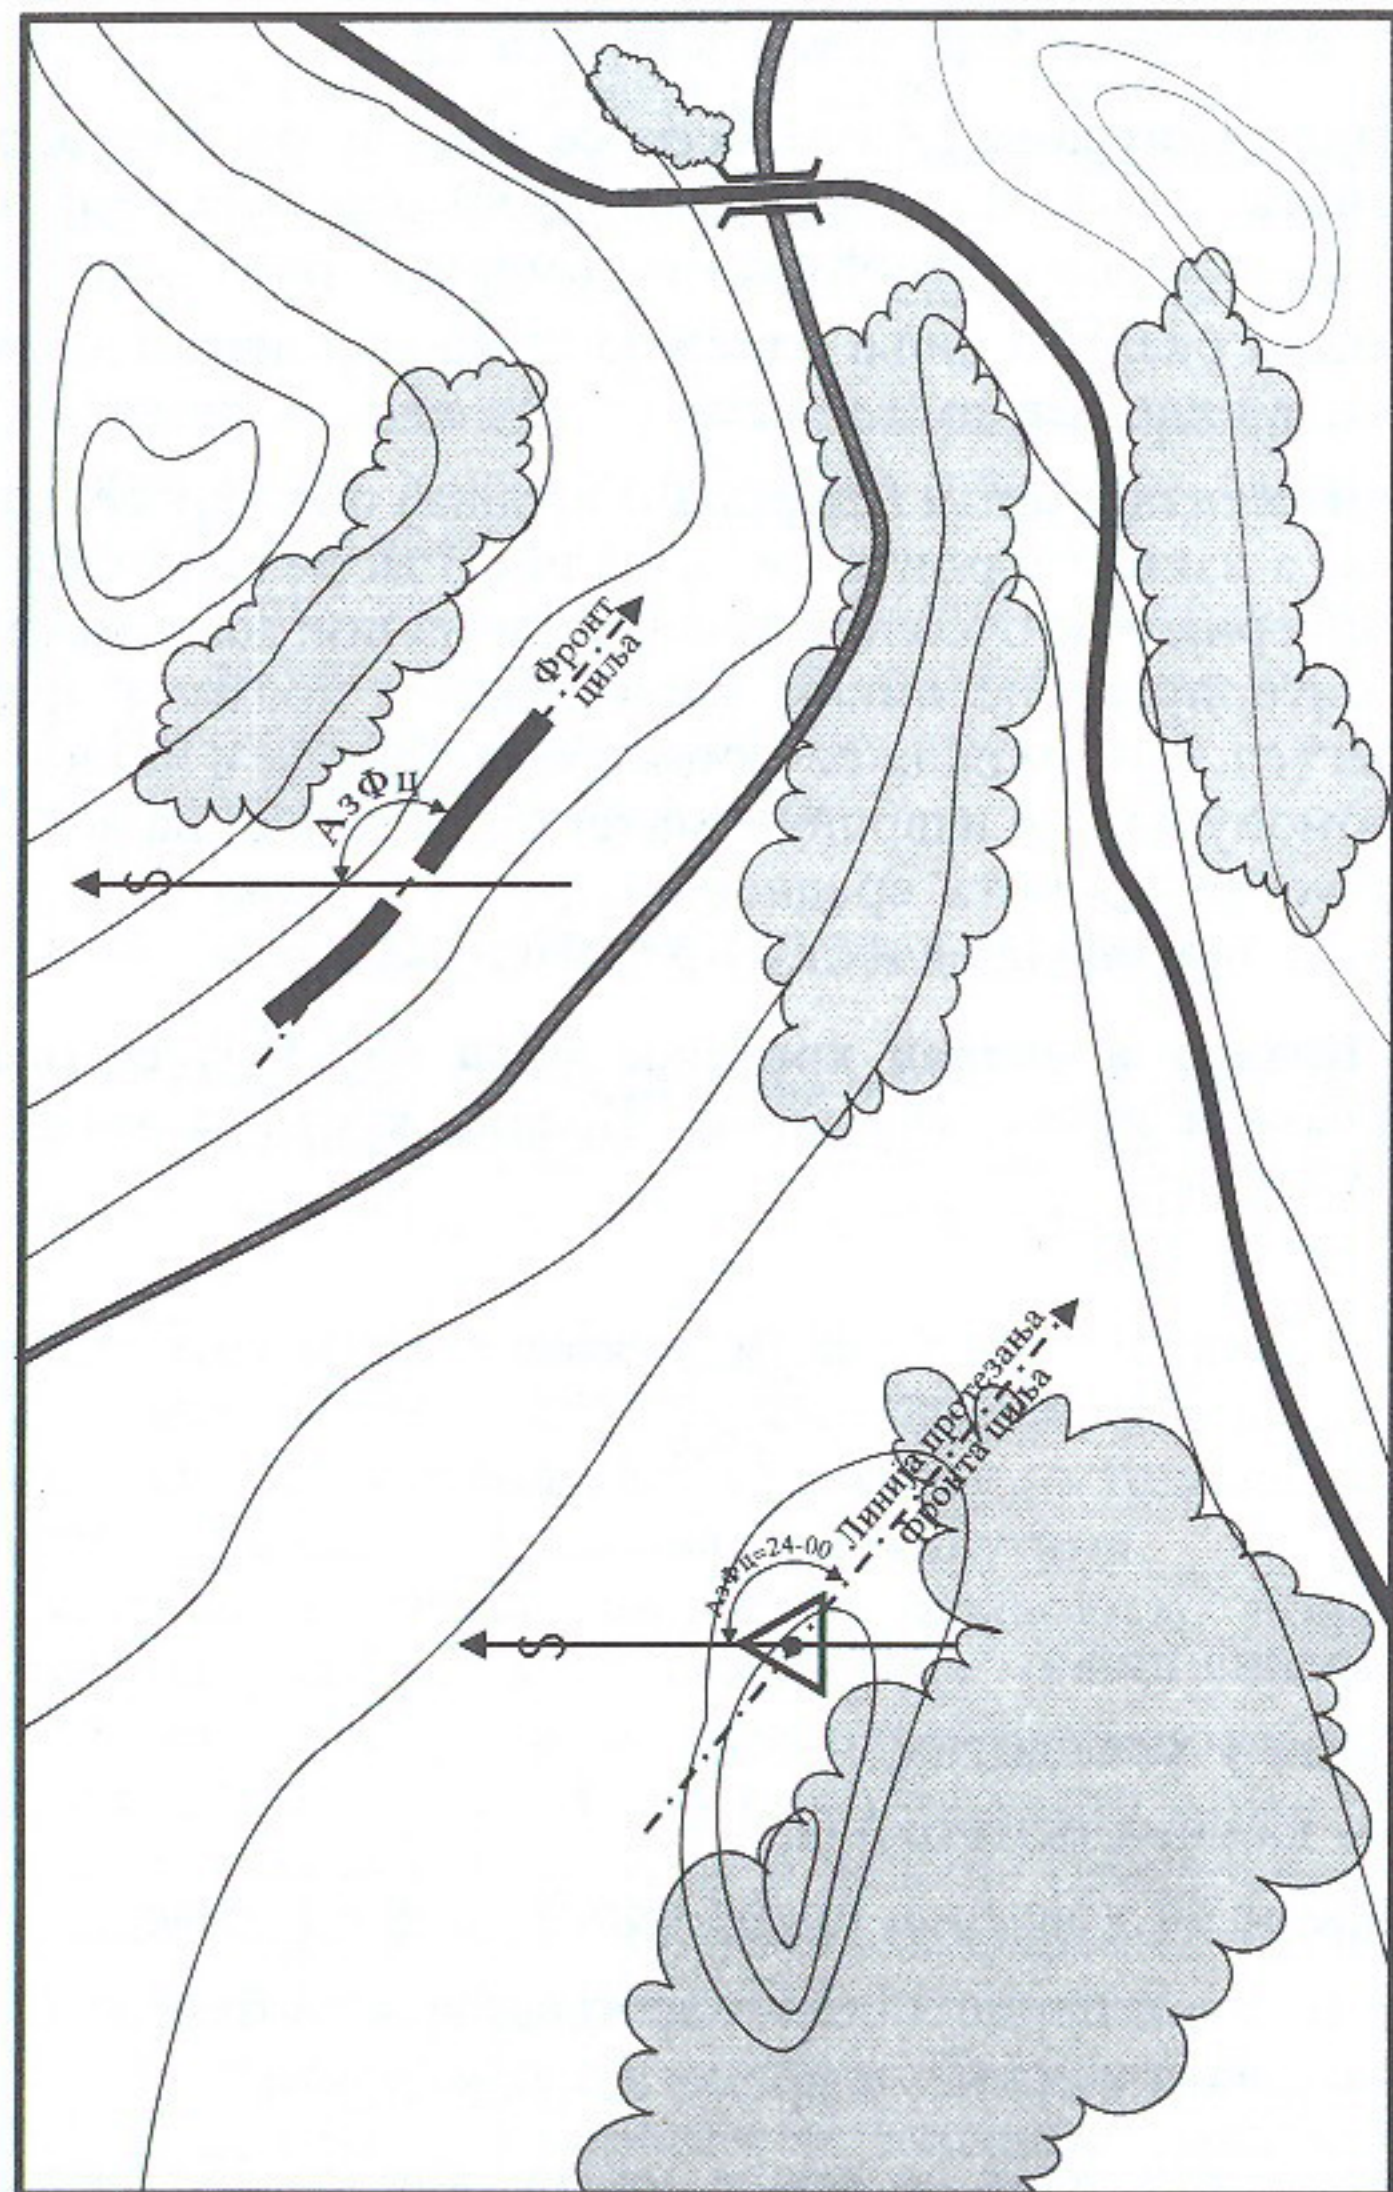 Фронт
циља
АзФц
S
Линија протезања
фронта циља
АзФц=24-00
S